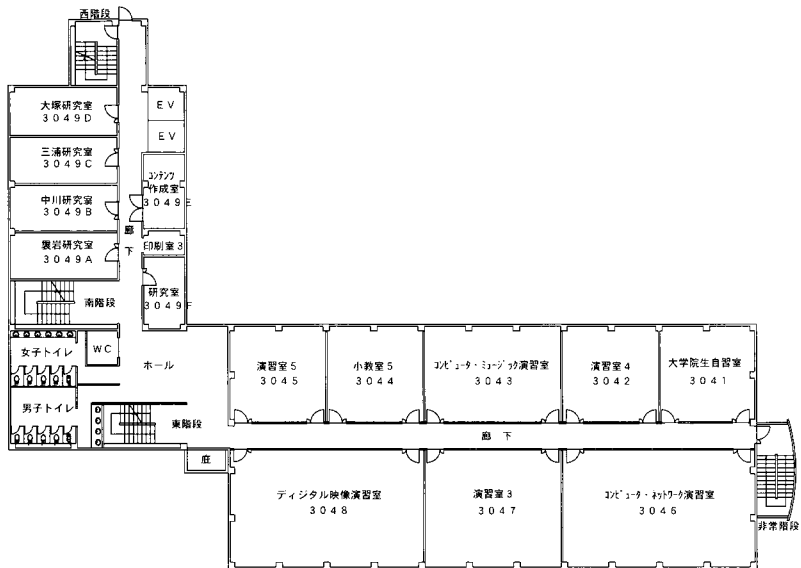 西階段
大塚研究室
3049D
EV
三浦研究室
3049C
EV
コンテンツ
作成室
3049E
中川研究室
3049B
廊
下
裏岩研究室
3049A
印刷室3
研究室
3049F
南階段
女子トイレ
WC
ホール
男子トイレ
東階段
庇
演習室5
3045
小教室5
3044
コンピュータ・ミュージック演習室
3043
演習室4
3042
大学院生自習室
3041
廊 下
ディジタル映像演習室
3048
演習室3
3047
コンピュータ・ネットワーク演習室
3046
非常階段